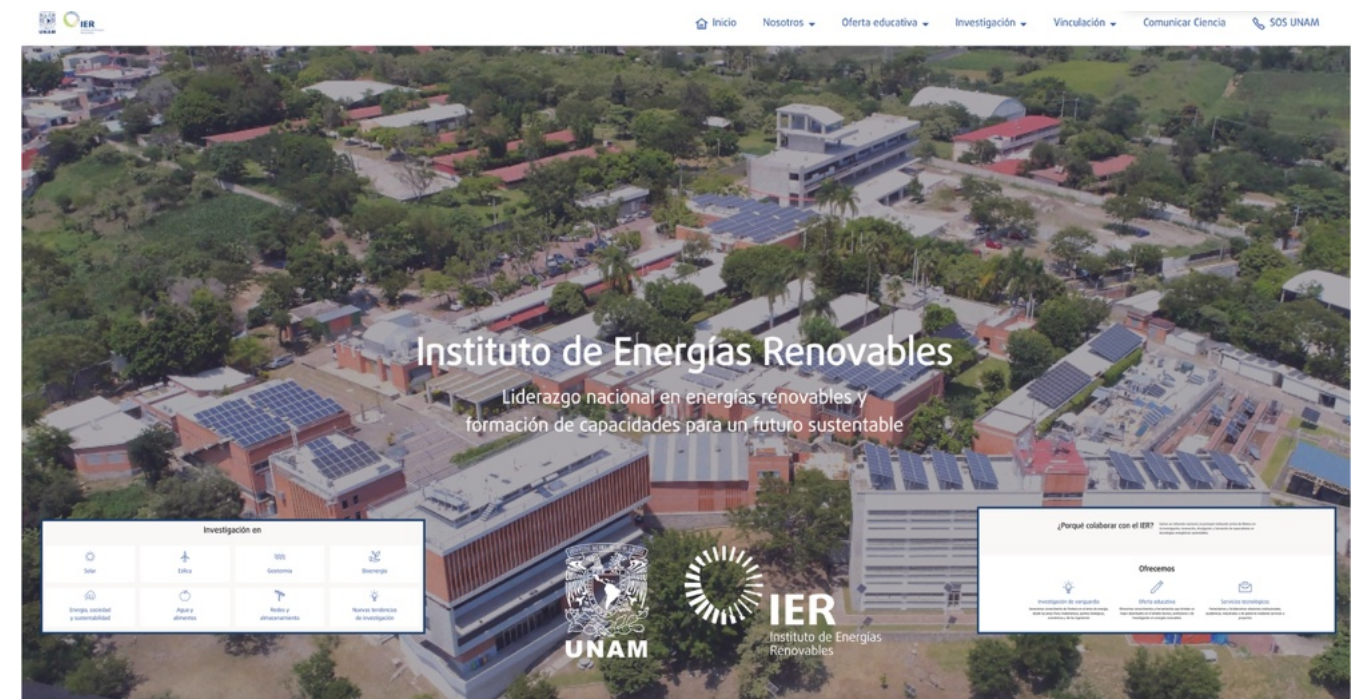 UNAM
IER
Inicio
Nosotros
Oferta educativa
Investigación
Vinculación
Comunicar Ciencia
SOS UNAM
Instituto de Energías Renovables
Liderazgo nacional en energías renovables y
formación de capacidades para un futuro sustentable
Investigación en
Solar
Eólica
Geotermia
Bioenergía
Energía, sociedad
y sustentabilidad
Agua y
alimentos
Redes y
almacenamiento
Nuevas tendencias
de investigación
UNAM
IER
Instituto de Energías
Renovables
¿Porqué colaborar con el IER?
Ofrecemos
Investigación de vanguardia
Oferta educativa
Servicios tecnológicos